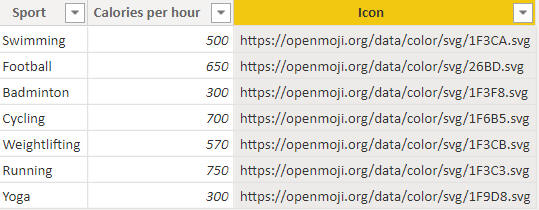 Sport Calories per hour Icon
Swimming 500 https://openmoji.org/data/color/svg/1F3CA.svg
Football 650 https://openmoji.org/data/color/svg/26BD.svg
Badminton 300 https://openmoji.org/data/color/svg/1F3F8.svg
Cycling 700 https://openmoji.org/data/color/svg/1F6B5.svg
Weightlifting 570 https://openmoji.org/data/color/svg/1F3CB.svg
Running 750 https://openmoji.org/data/color/svg/1F3C3.svg
Yoga 300 https://openmoji.org/data/color/svg/1F9D8.svg